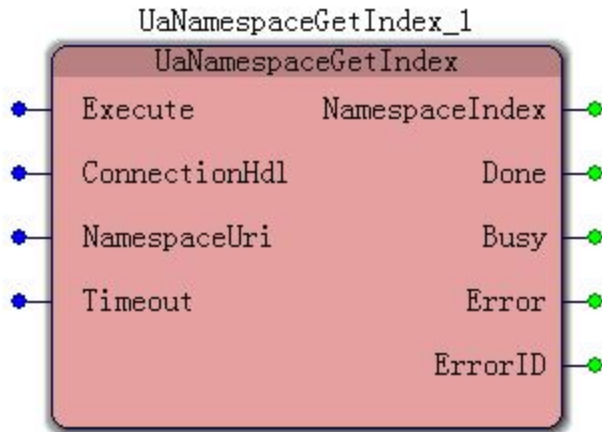 UaNamespaceGetIndex_1
UaNamespaceGetIndex
Execute NamespaceIndex
ConnectionHdl Done
NamespaceUri Busy
Timeout Error
ErrorID